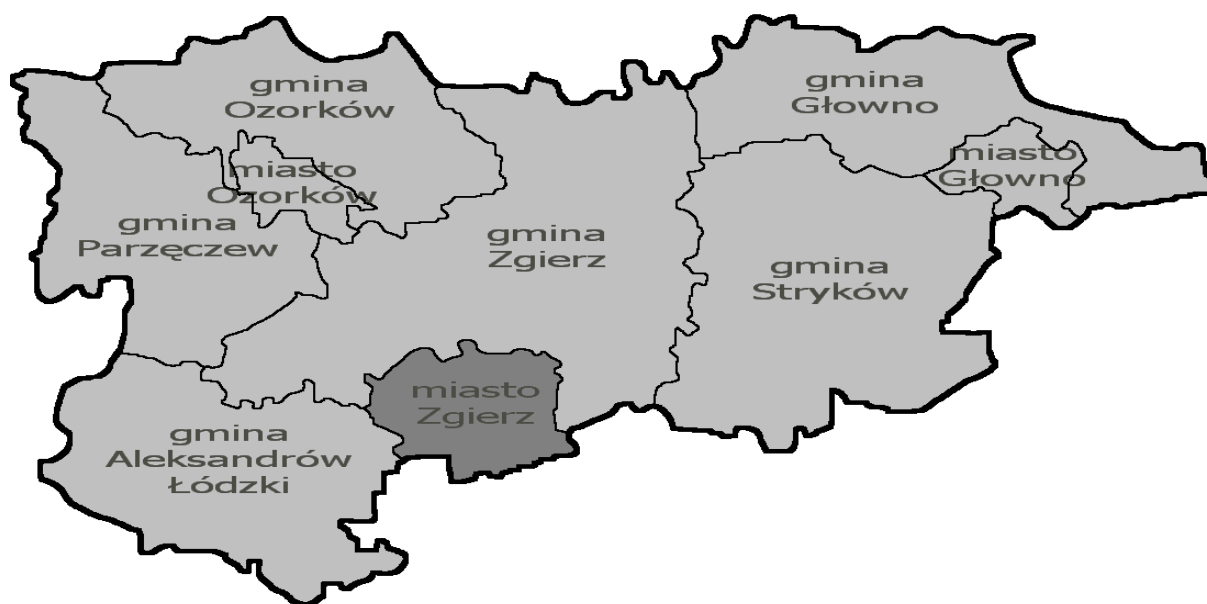 gmina
Ozorków
gmina
Głowno
miasto
Ozorków
miasto
Głowno
gmina
Parzęczew
gmina
Zgierz
gmina
Stryków
miasto
Zgierz
gmina
Aleksandrów
Łódzki